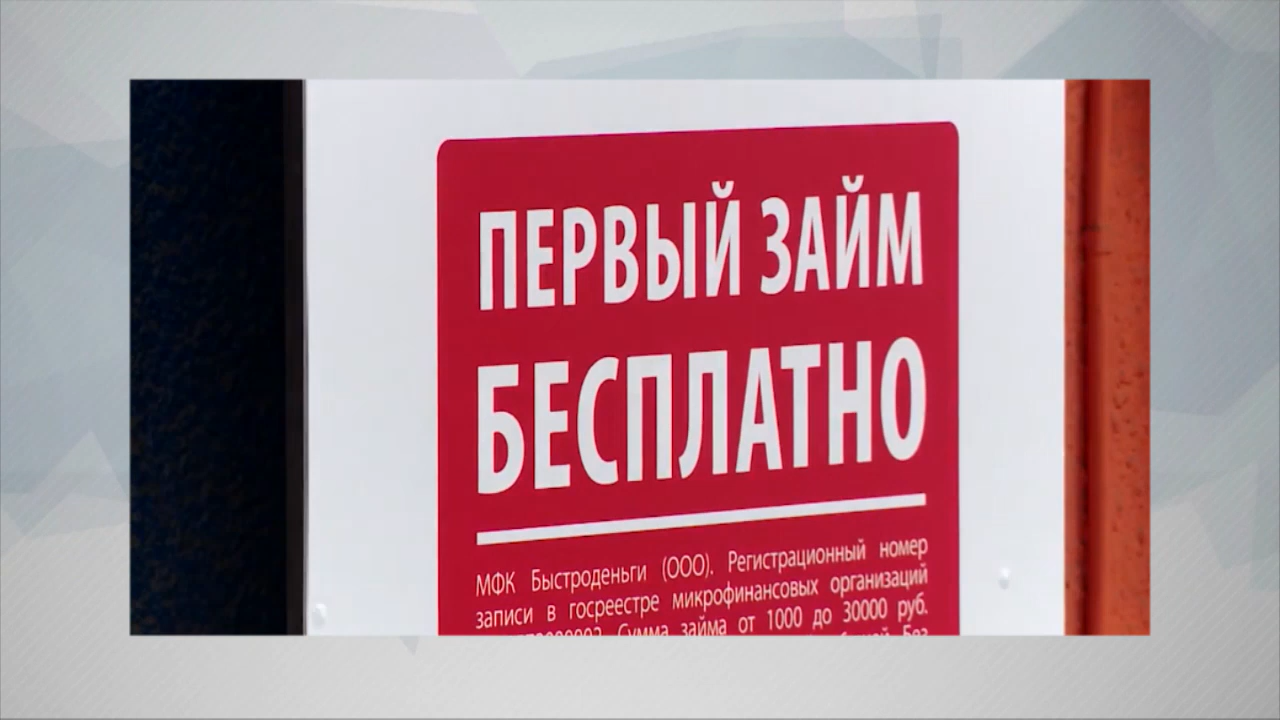 ПЕРВЫЙ ЗАЙМ
БЕСПЛАТНО
МФК Быстроденьги (ООО). Регистрационный номер
записи в госреестре микрофинансовых организаций
Сумма займа от 1000 до 30000 руб.
Без